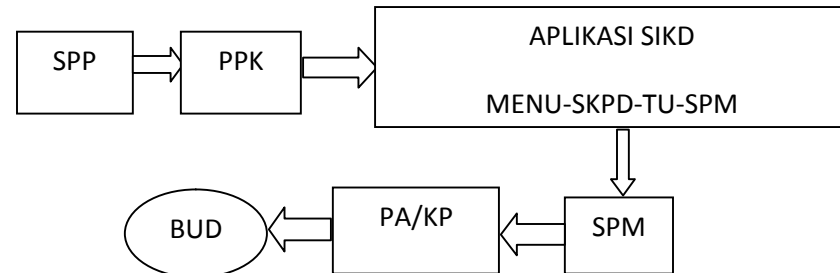 SPP
PPK
APLIKASI SIKD
MENU-SKPD-TU-SPM
BUD
PA/KP
SPM